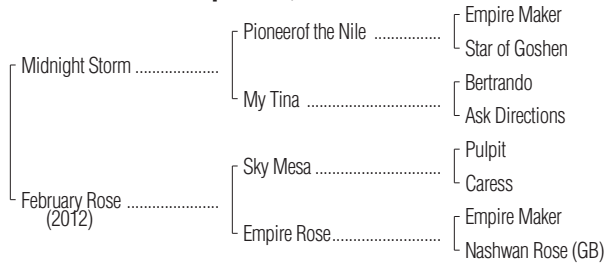 Empire Maker
Pioneerof the Nile ................
Star of Goshen
Midnight Storm ....................
Bertrando
My Tina ................................
Ask Directions
Pulpit
Sky Mesa ..............................
Caress
February Rose ......................
(2012)
Empire Maker
Empire Rose..........................
Nashwan Rose (GB)